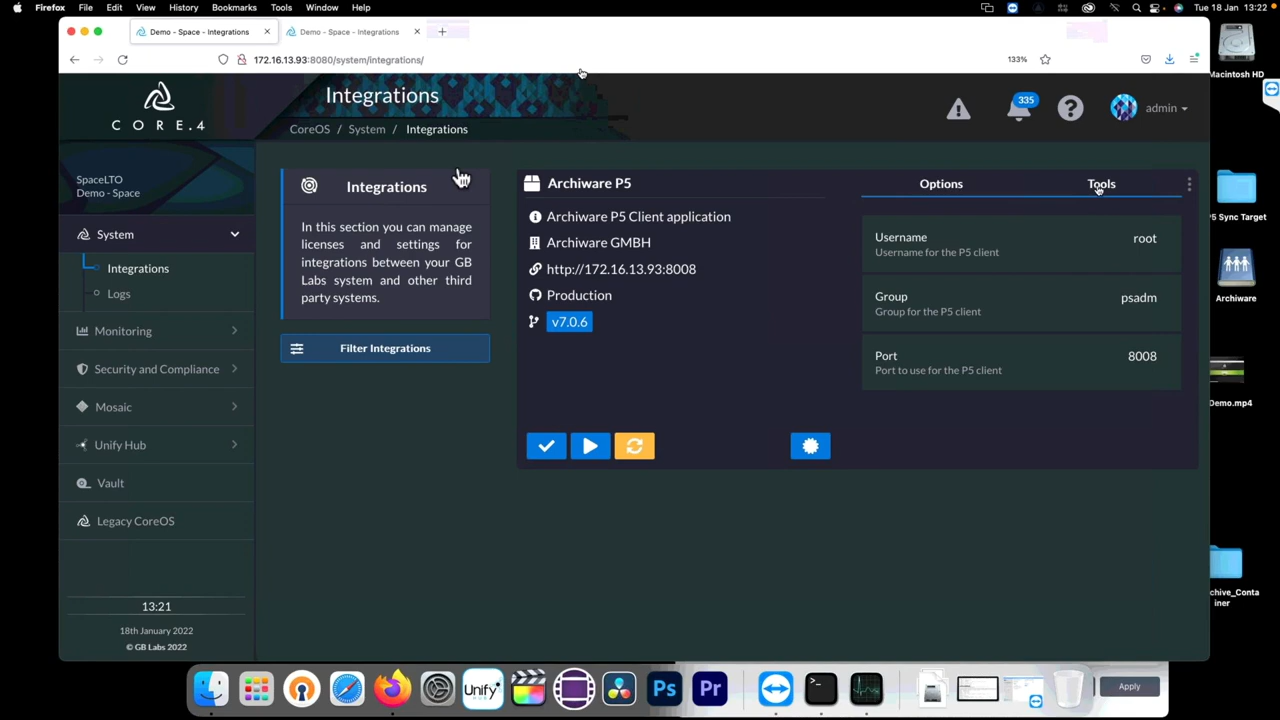 Firefox File Edit View History Bookmarks Tools Window Help
Tue 18 Jan 13:22
Demo - Space - Integrations
Demo - Space - Integrations
172.16.13.93:8080/system/integrations/
133%
Macintosh HD
CORE.4
Integrations
CoreOS / System / Integrations
335
admin
SpaceLTO
Demo - Space
System
Integrations
Logs
Monitoring
Security and Compliance
Mosaic
Unify Hub
Vault
Legacy CoreOS
13:21
18th January 2022
© GB Labs 2022
Integrations
In this section you can manage
licenses and settings for
integrations between your GB
Labs system and other third
party systems.
Filter Integrations
Archiware P5
Archiware P5 Client application
Archiware GMBH
http://172.16.13.93:8008
Production
v7.0.6
Options
Tools
Username
root
Username for the P5 client
Group
psadm
Group for the P5 client
Port
8008
Port to use for the P5 client
P5 Sync Target
Archiware
Demo.mp4
chive_Conta
iner
Unify
HUB
Ps
Pr
Apply